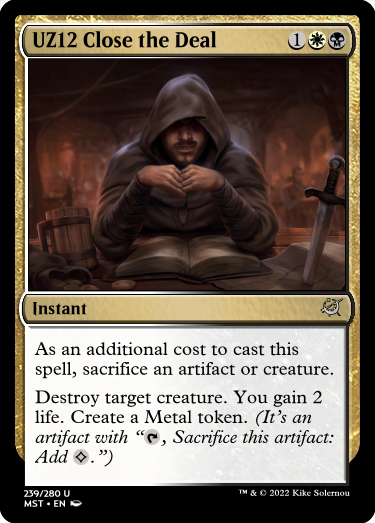 UZ12 Close the Deal 1
Instant
As an additional cost to cast this
spell, sacrifice an artifact or creature.
Destroy target creature. You gain 2
life. Create a Metal token. (It’s an
artifact with “, Sacrifice this artifact:
Add .”)
239/280 U
MST • EN
™ & © 2022 Kike Solernou